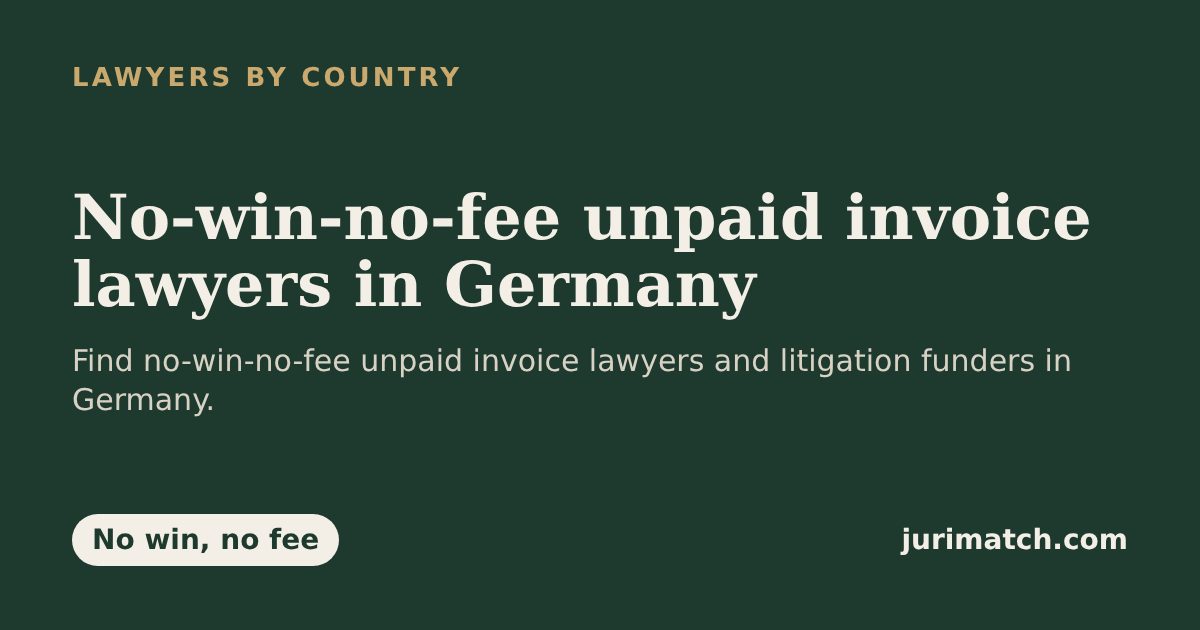 LAWYERS BY COUNTRY
No-win-no-fee unpaid invoice
lawyers in Germany
Find no-win-no-fee unpaid invoice lawyers and litigation funders in
Germany.
No win, no fee
jurimatch.com